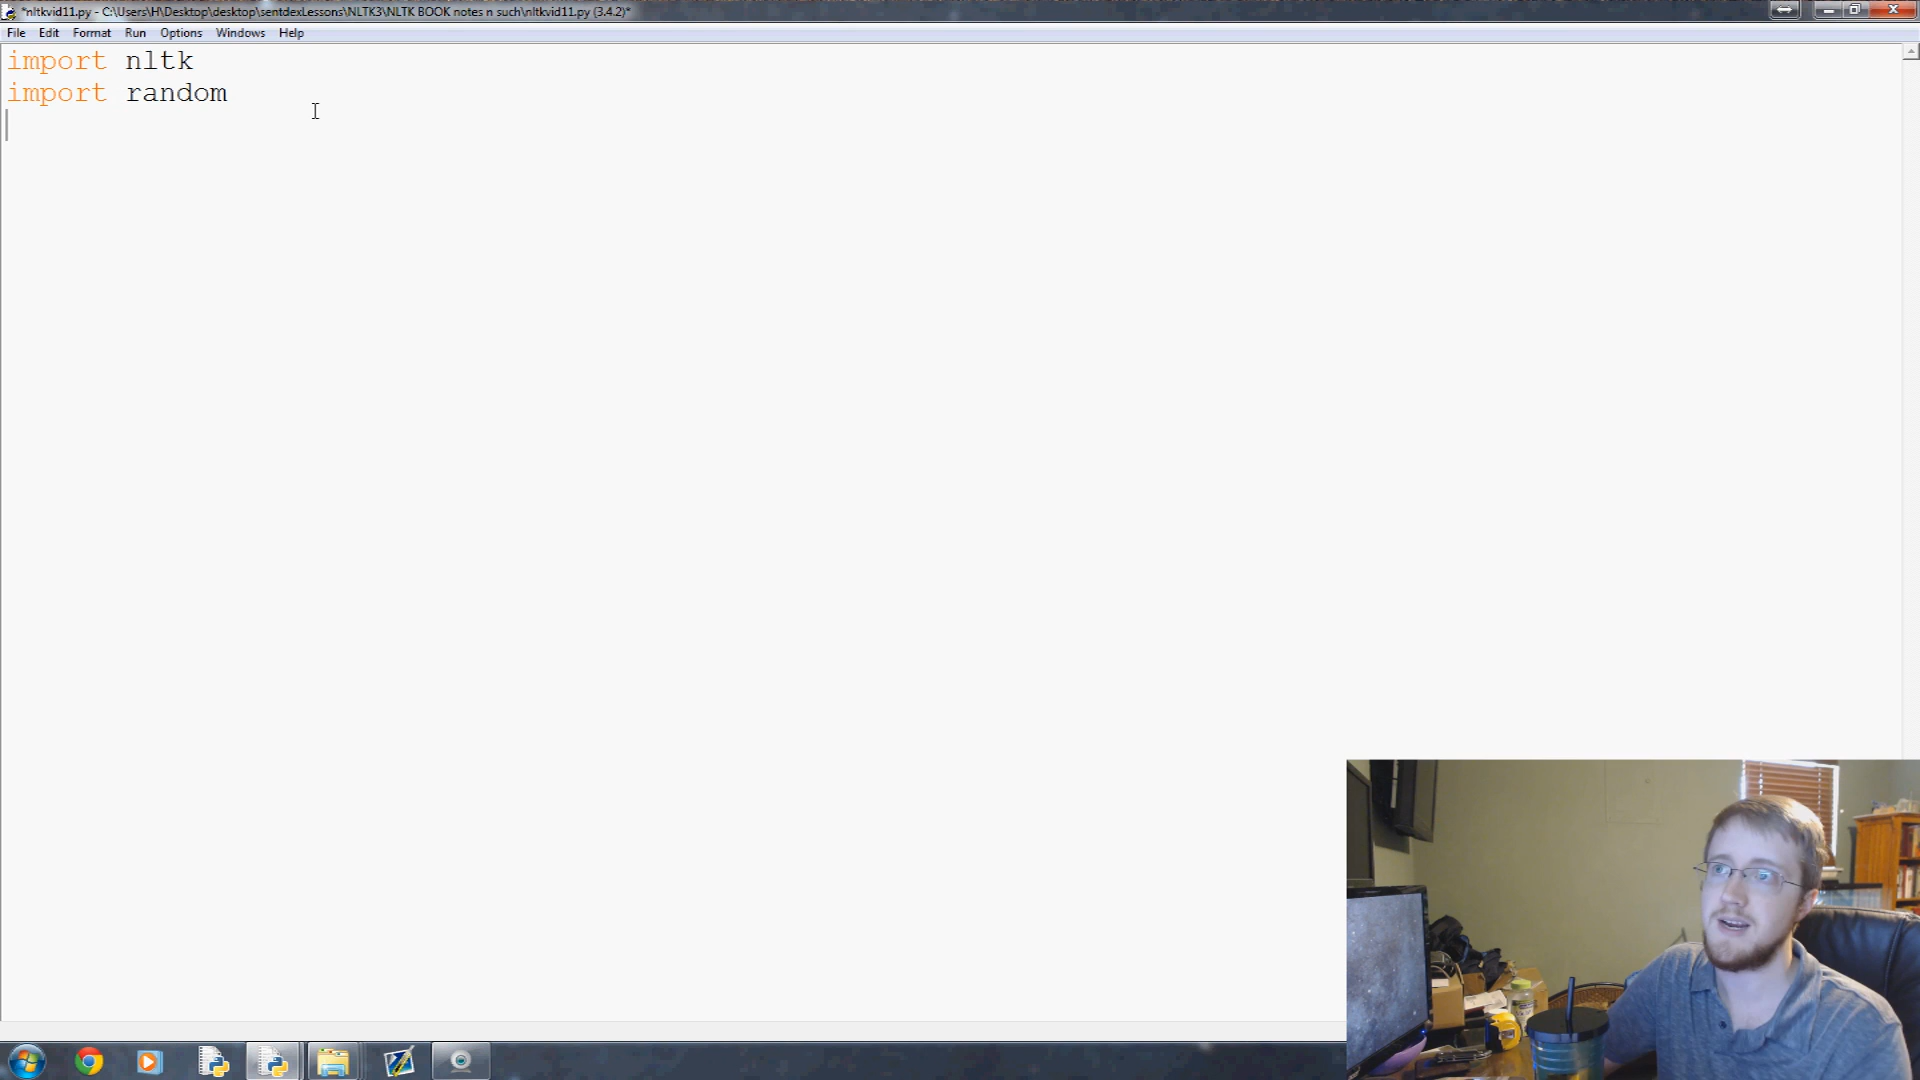 *nltkvid11.py - C:\Users\H\Desktop\desktop\sentdexLessons\NLTK3\NLTK BOOK notes n such\nltkvid11.py (3.4.2)*
File Edit Format Run Options Windows Help
import nltk
import random